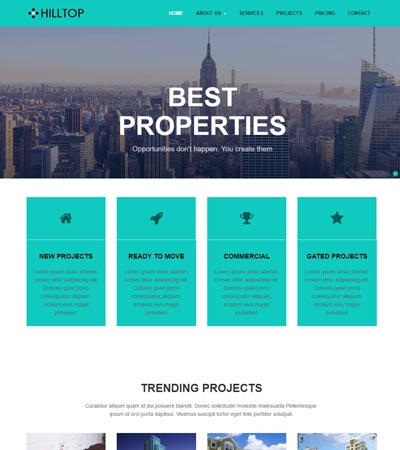 HILLTOP
HOME ABOUT US SERVICES PROJECTS PRICING CONTACT
BEST
PROPERTIES
Opportunities don't happen. You create them
NEW PROJECTS
Lorem ipsum dolor sitamet,
consec tetur adipisicing elit.
Dolores quae porro
consequatur aliquam,
incidunt eius magni
provident
READY TO MOVE
Lorem ipsum dolor sitamet,
consec tetur adipisicing elit.
Dolores quae porro
consequatur aliquam,
incidunt eius magni
provident
COMMERCIAL
Lorem ipsum dolor sitamet,
consec tetur adipisicing elit.
Dolores quae porro
consequatur aliquam,
incidunt eius magni
provident
GATED PROJECTS
Lorem ipsum dolor sitamet,
consec tetur adipisicing elit.
Dolores quae porro
consequatur aliquam,
incidunt eius magni
provident
TRENDING PROJECTS
Curabitur aliquet quam id dui posuere blandit. Donec sollicitudin molestie malesuada Pellentesque
ipsum id orci porta dapibus. Vivamus suscipit tortor eget felis porttitor volutpat.